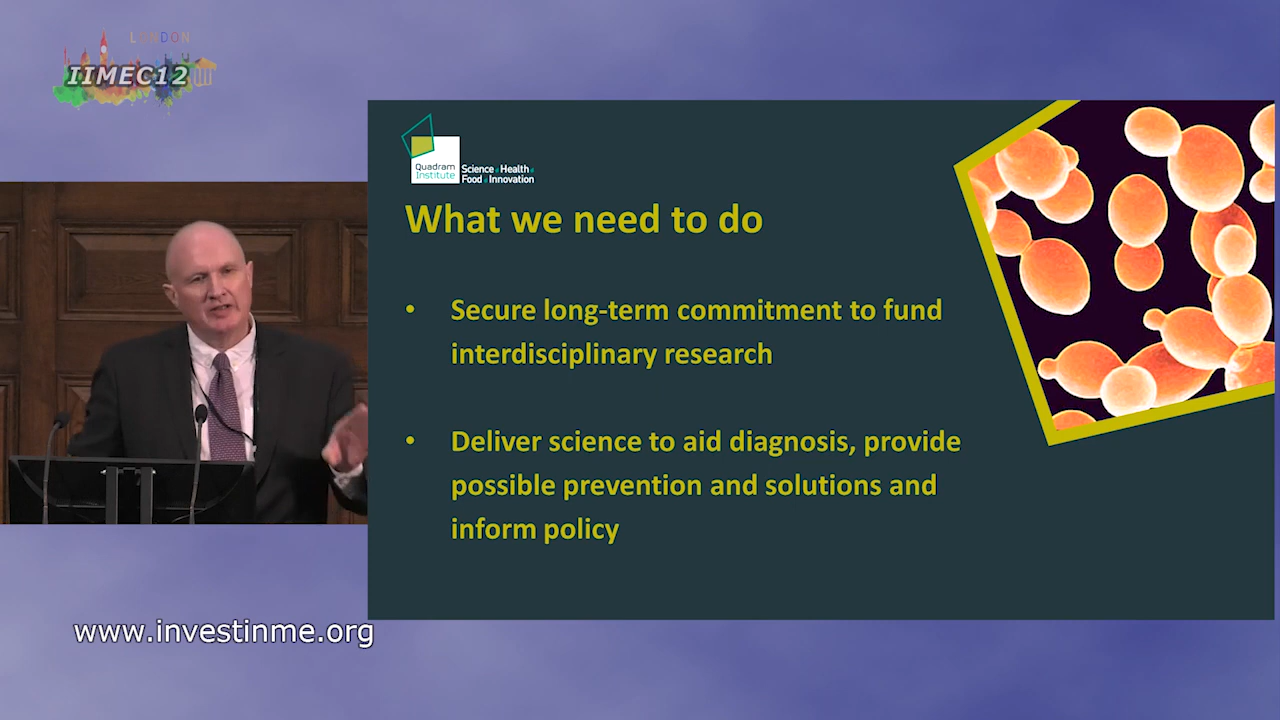 LONDON
IIMEC12
Quadram
Institute
Science Health
Food Innovation
What we need to do
• Secure long-term commitment to fund
interdisciplinary research
• Deliver science to aid diagnosis, provide
possible prevention and solutions and
inform policy
www.investinme.org